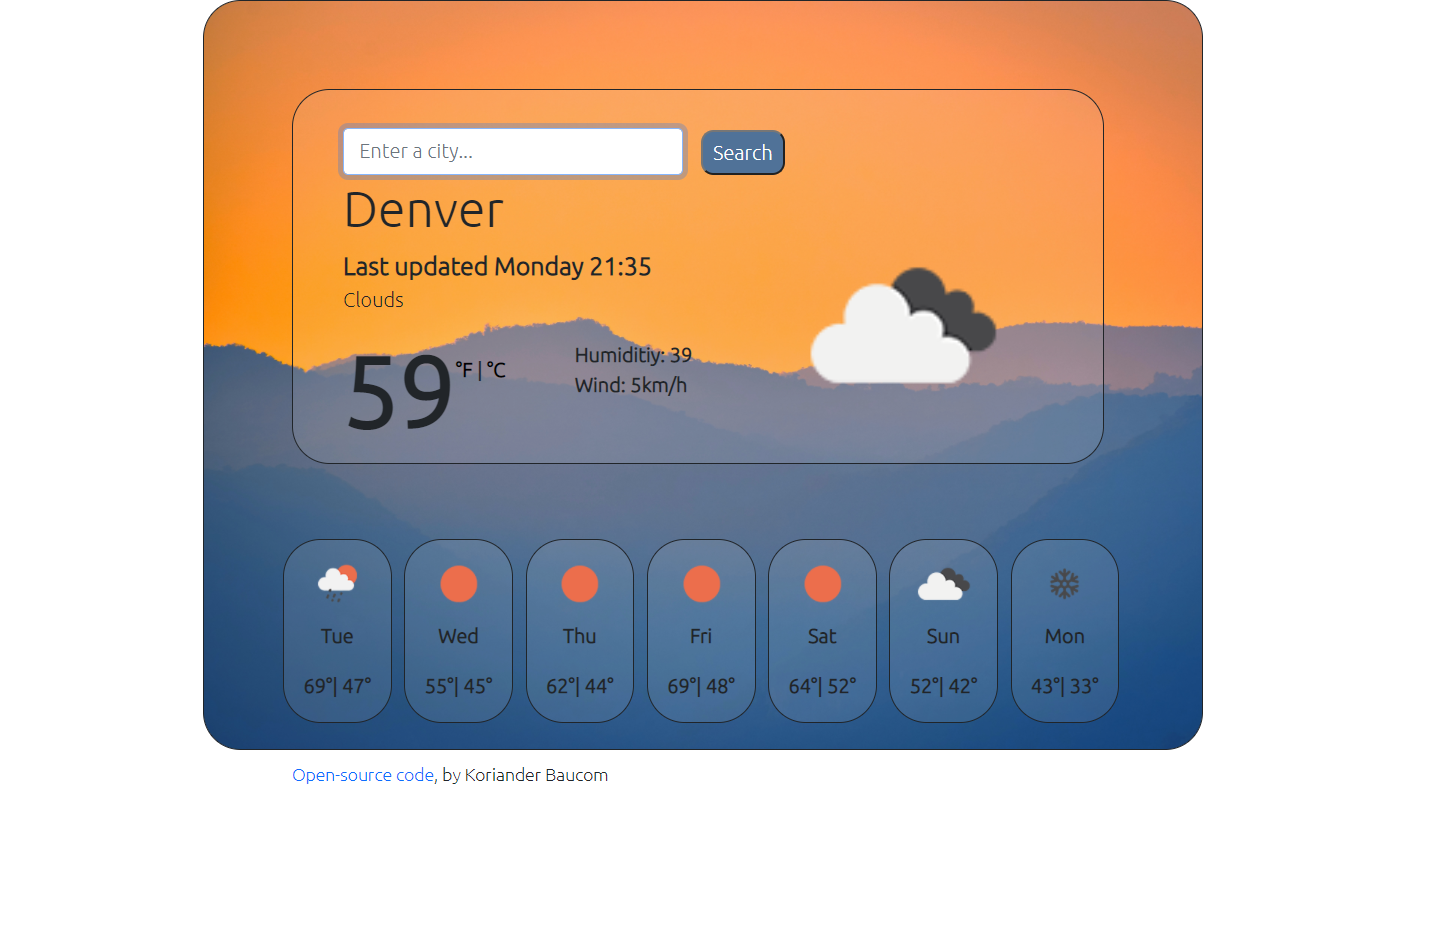 Enter a city...
Search
Denver
Last updated Monday 21:35
Clouds
59 °F | °C
Humiditiy: 39
Wind: 5km/h
Tue Wed Thu Fri Sat Sun Mon
69°| 47° 55°| 45° 62°| 44° 69°| 48° 64°| 52° 52°| 42° 43°| 33°
Open-source code, by Koriander Baucom